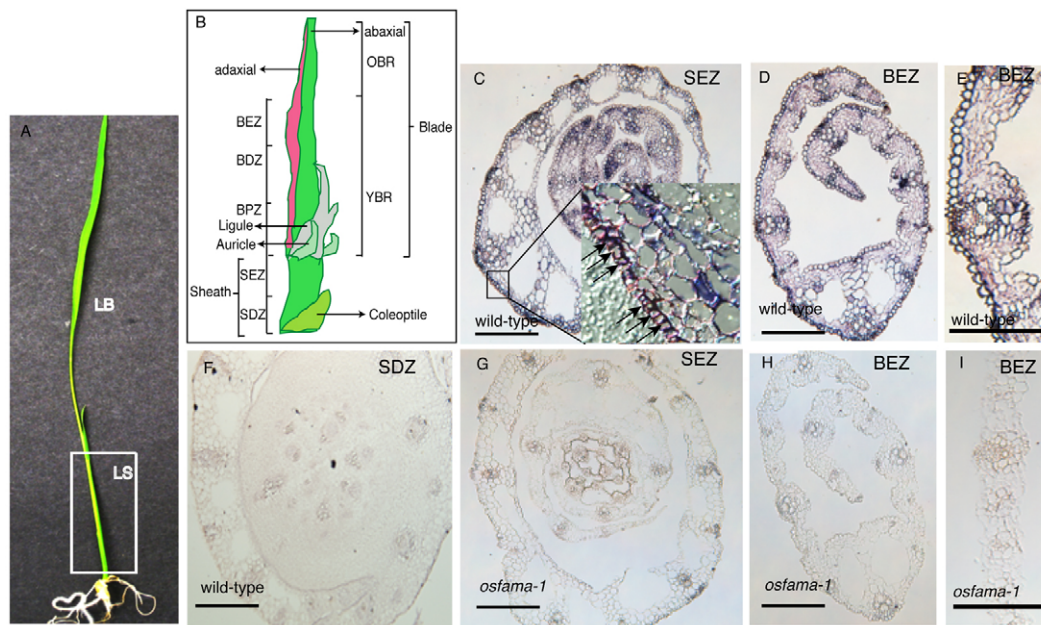 A
LB
LS
B
abaxial
adaxial
OBR
BEZ
BDZ
Blade
BPZ
YBR
Ligule
Auricle
SEZ
Sheath
SDZ
Coleoptile
C
SEZ
wild-type
D
BEZ
wild-type
E
BEZ
wild-type
F
SDZ
wild-type
G
SEZ
osfama-1
H
BEZ
osfama-1
I
BEZ
osfama-1